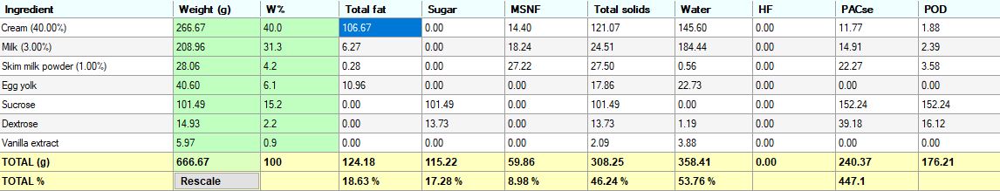 Ingredient Weight (g) W% Total fat Sugar MSNF Total solids Water HF PACse POD
Cream (40.00%) 266.67 40.0 106.67 0.00 14.40 121.07 145.60 0.00 11.77 1.88
Milk (3.00%) 208.96 31.3 6.27 0.00 18.24 24.51 184.44 0.00 14.91 2.39
Skim milk powder (1.00%) 28.06 4.2 0.28 0.00 27.22 27.50 0.56 0.00 22.27 3.58
Egg yolk 40.60 6.1 10.96 0.00 0.00 17.86 22.73 0.00 0.00 0.00
Sucrose 101.49 15.2 0.00 101.49 0.00 101.49 0.00 0.00 152.24 152.24
Dextrose 14.93 2.2 0.00 13.73 0.00 13.73 1.19 0.00 39.18 16.12
Vanilla extract 5.97 0.9 0.00 0.00 0.00 2.09 3.88 0.00 0.00 0.00
TOTAL (g) 666.67 100 124.18 115.22 59.86 308.25 358.41 0.00 240.37 176.21
TOTAL % Rescale 18.63 % 17.28 % 8.98 % 46.24 % 53.76 % 447.1